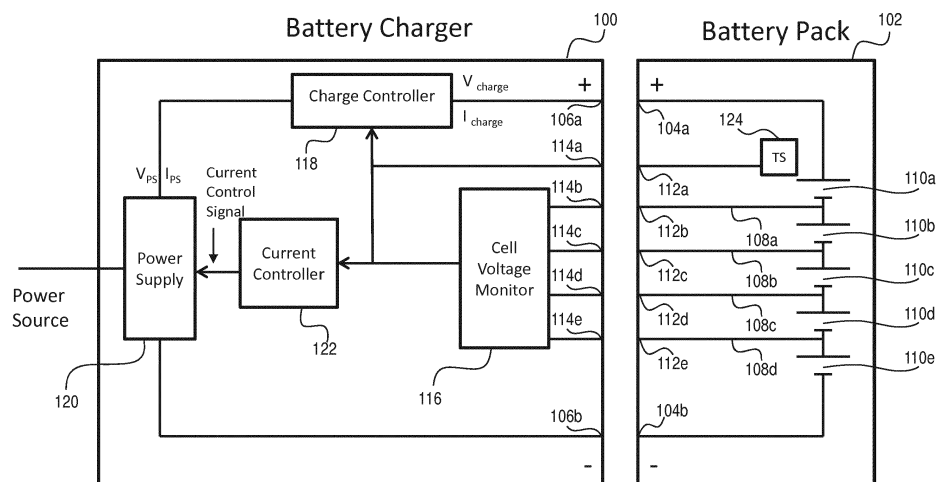 Battery Charger
100
Battery Pack
102
Charge Controller
V charge
I charge
+
+
118
106a
104a
124
TS
114a
112a
110a
V PS I PS
Current
Control
Signal
114b
112b
108a
110b
Power
Supply
Current
Controller
Cell
Voltage
Monitor
114c
112c
108b
110c
Power
Source
114d
112d
108c
110d
122
114e
112e
108d
110e
120
116
106b
104b
-
-